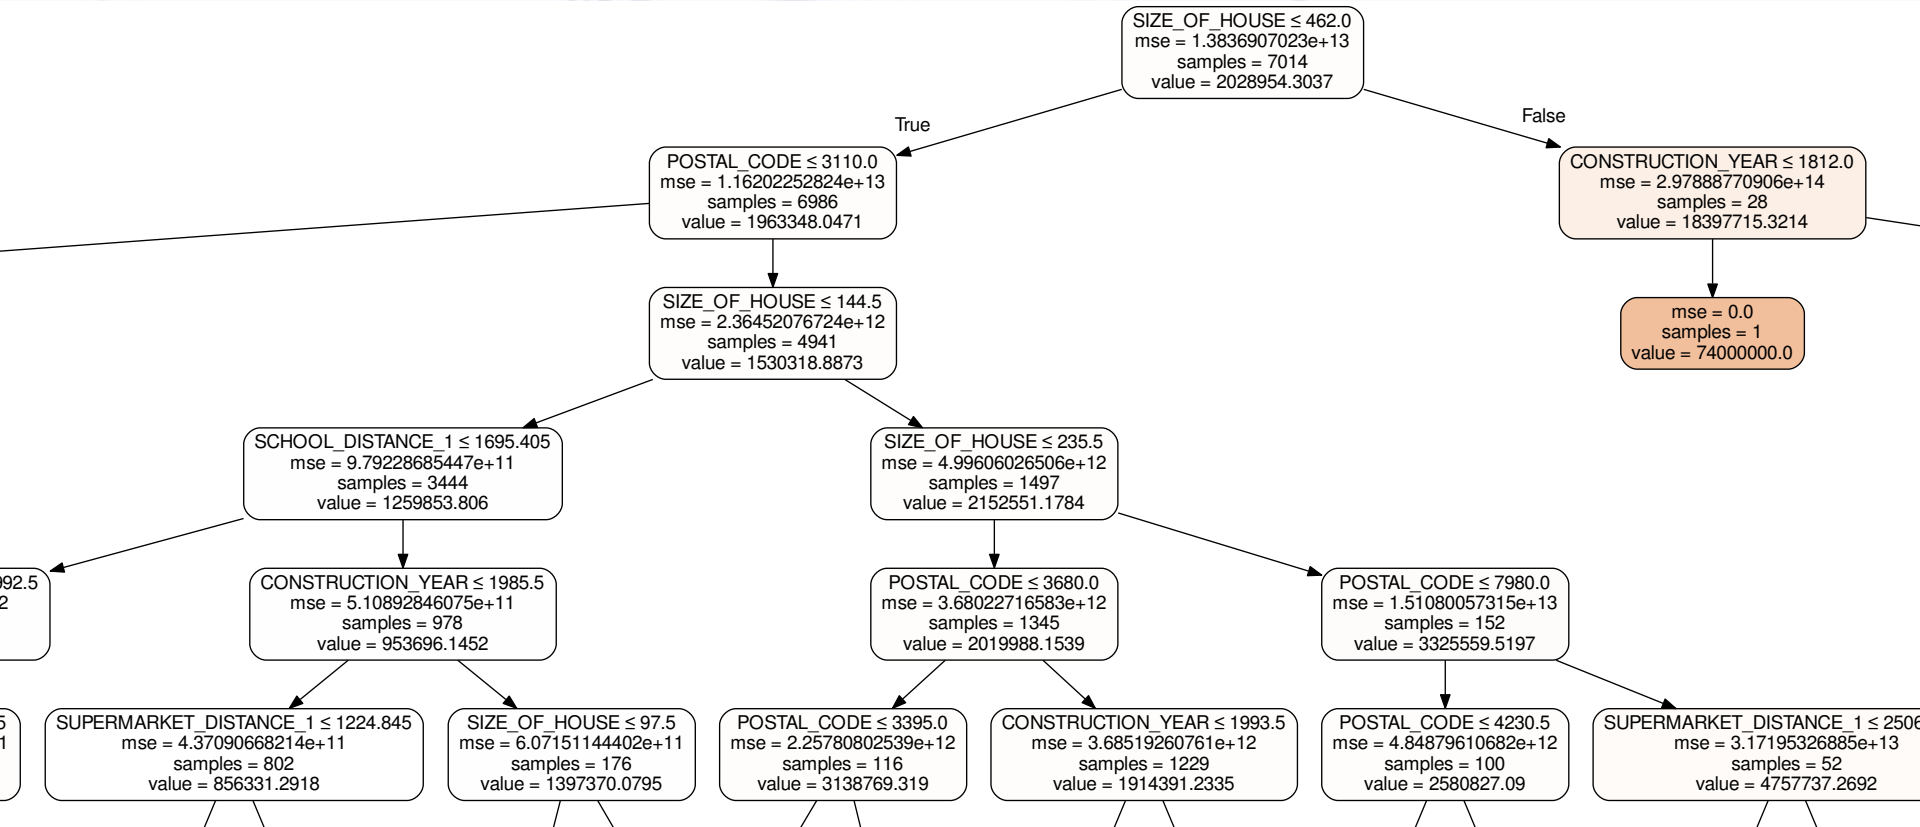 SIZE_OF_HOUSE ≤ 462.0
mse = 1.3836907023e+13
samples = 7014
value = 2028954.3037
True
False
POSTAL_CODE ≤ 3110.0
mse = 1.16202252824e+13
samples = 6986
value = 1963348.0471
CONSTRUCTION_YEAR ≤ 1812.0
mse = 2.97888770906e+14
samples = 28
value = 18397715.3214
SIZE_OF_HOUSE ≤ 144.5
mse = 2.36452076724e+12
samples = 4941
value = 1530318.8873
mse = 0.0
samples = 1
value = 74000000.0
SCHOOL_DISTANCE_1 ≤ 1695.405
mse = 9.79228685447e+11
samples = 3444
value = 1259853.806
SIZE_OF_HOUSE ≤ 235.5
mse = 4.99606026506e+12
samples = 1497
value = 2152551.1784
992.5
2
CONSTRUCTION_YEAR ≤ 1985.5
mse = 5.10892846075e+11
samples = 978
value = 953696.1452
POSTAL_CODE ≤ 3680.0
mse = 3.68022716583e+12
samples = 1345
value = 2019988.1539
POSTAL_CODE ≤ 7980.0
mse = 1.51080057315e+13
samples = 152
value = 3325559.5197
5
1
SUPERMARKET_DISTANCE_1 ≤ 1224.845
mse = 4.37090668214e+11
samples = 802
value = 856331.2918
SIZE_OF_HOUSE ≤ 97.5
mse = 6.07151144402e+11
samples = 176
value = 1397370.0795
POSTAL_CODE ≤ 3395.0
mse = 2.25780802539e+12
samples = 116
value = 3138769.319
CONSTRUCTION_YEAR ≤ 1993.5
mse = 3.68519260761e+12
samples = 1229
value = 1914391.2335
POSTAL_CODE ≤ 4230.5
mse = 4.84879610682e+12
samples = 100
value = 2580827.09
SUPERMARKET_DISTANCE_1 ≤ 2506
mse = 3.17195326885e+13
samples = 52
value = 4757737.2692